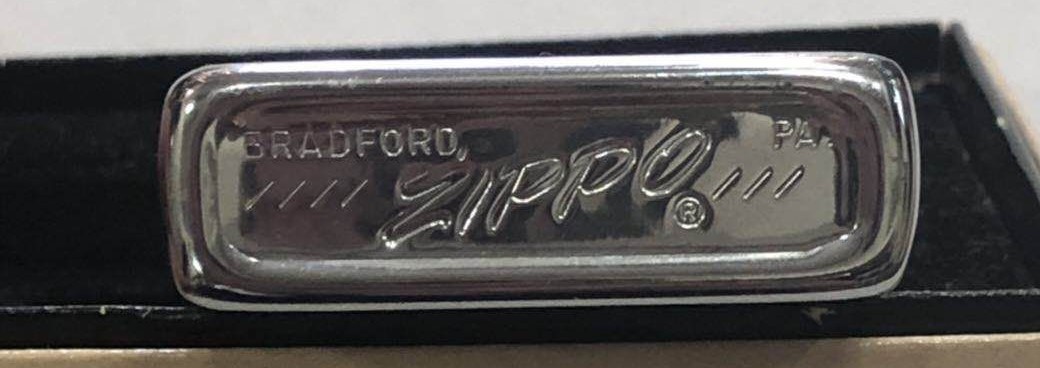 BRADFORD, PA.
//// ZIPPO® ///